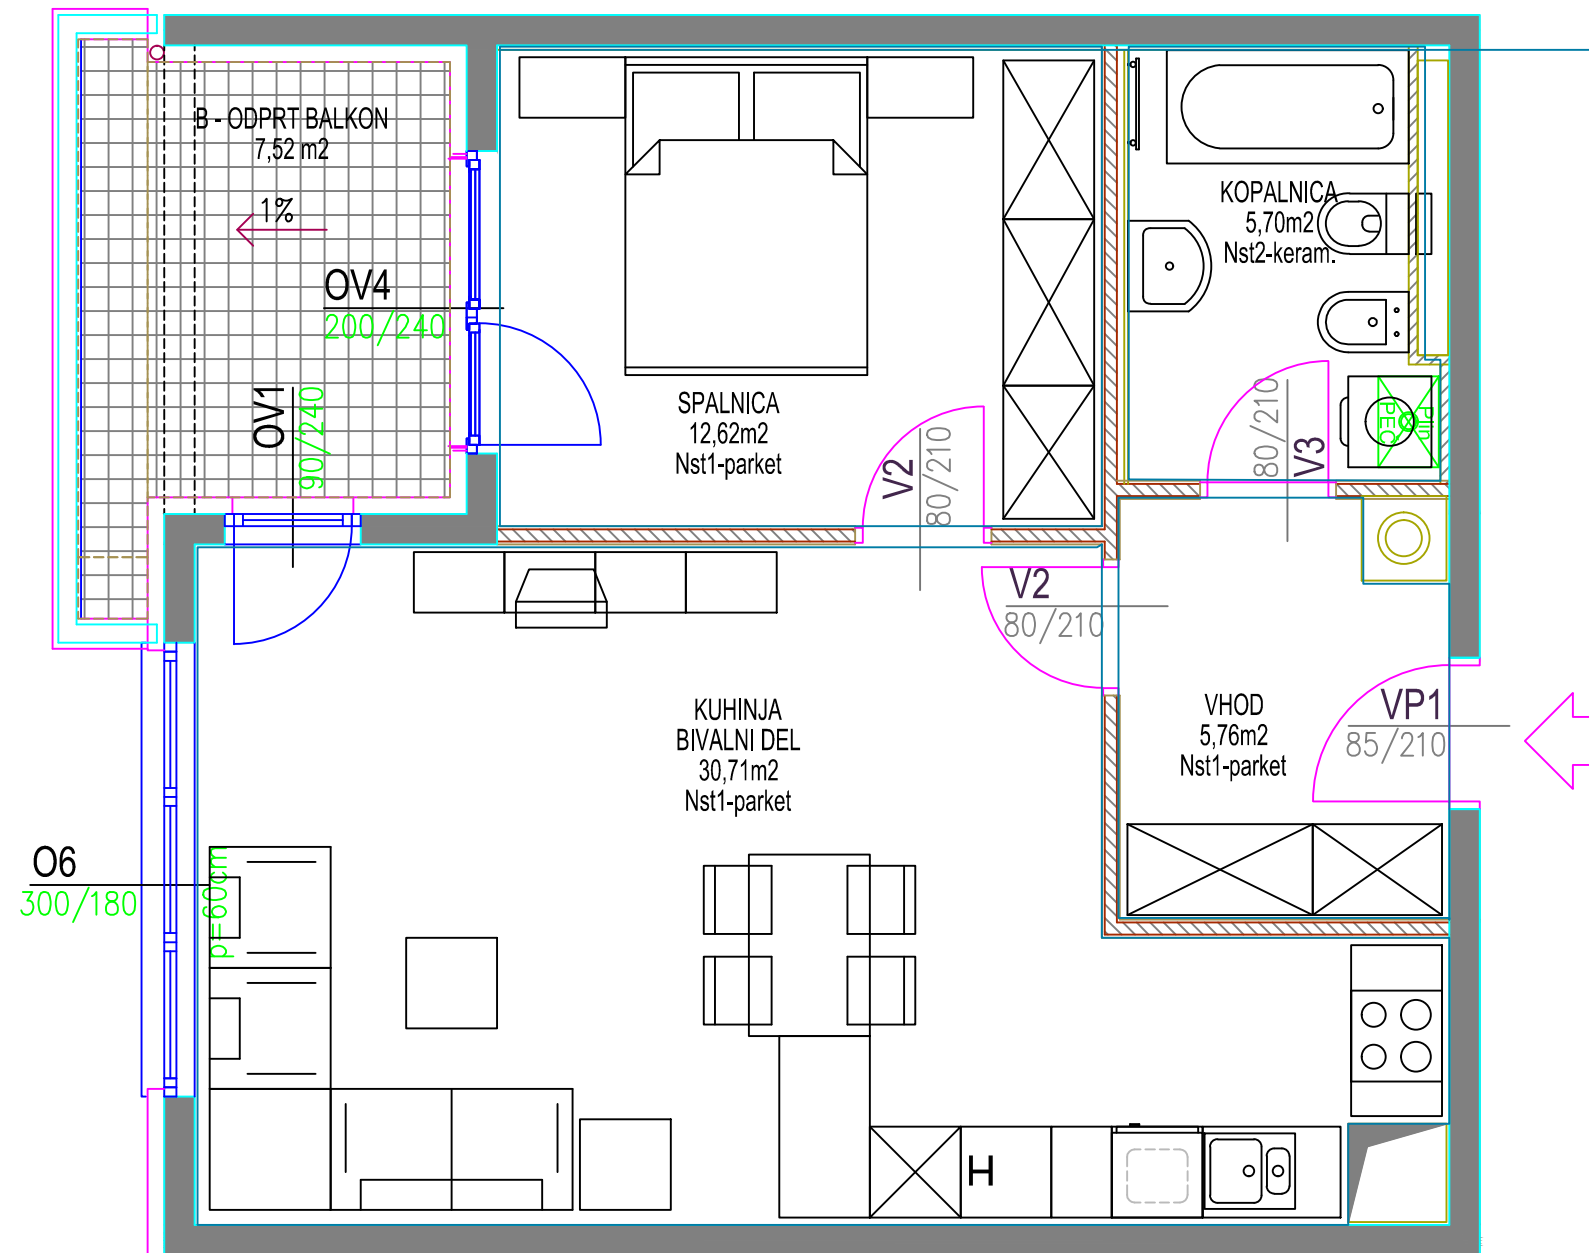 B - ODPRT BALKON
7,52 m2
1%
OV4
200/240
OV1
90/240
SPALNICA
12,62m2
Nst1-parket
KOPALNICA
5,70m2
Nst2-keram.
V2
80/210
80/210
V3
Plin
PEČ
V2
80/210
KUHINJA
BIVALNI DEL
30,71m2
Nst1-parket
VHOD
5,76m2
Nst1-parket
VP1
85/210
O6
300/180
p=60cm
H